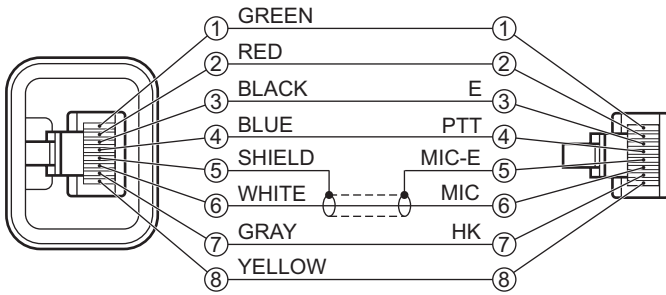 ① GREEN ①
② RED ②
③ BLACK E ③
④ BLUE PTT ④
⑤ SHIELD MIC-E ⑤
⑥ WHITE MIC ⑥
⑦ GRAY HK ⑦
⑧ YELLOW ⑧